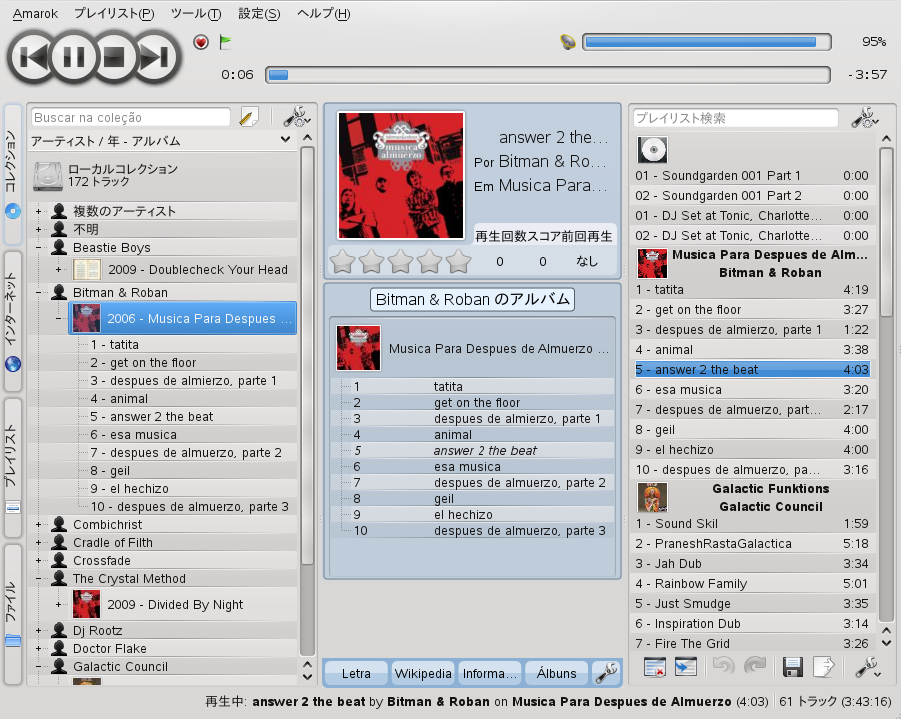 Amarok プレイリスト(P) ツール(T) 設定(S) ヘルプ(H)
95%
0:06 -3:57
コレクション
インターネット
プレイリスト
ファイル
Buscar na coleção
アーティスト / 年 - アルバム
ローカルコレクション
172 トラック
複数のアーティスト
不明
Beastie Boys
2009 - Doublecheck Your Head
Bitman & Roban
2006 - Musica Para Despues ...
1 - tatita
2 - get on the floor
3 - despues de almierzo, parte 1
4 - animal
5 - answer 2 the beat
6 - esa musica
7 - despues de almuerzo, parte 2
8 - geil
9 - el hechizo
10 - despues de almuerzo, parte 3
Combichrist
Cradle of Filth
Crossfade
The Crystal Method
2009 - Divided By Night
Dj Rootz
Doctor Flake
Galactic Council
musica
almuerzo
answer 2 the...
Por Bitman & Ro...
Em Musica Para...
再生回数 スコア 前回再生
0 0 なし
Bitman & Roban のアルバム
Musica Para Despues de Almuerzo ...
1 tatita
2 get on the floor
3 despues de almierzo, parte 1
4 animal
5 answer 2 the beat
6 esa musica
7 despues de almuerzo, parte 2
8 geil
9 el hechizo
10 despues de almuerzo, parte 3
Letra Wikipedia Informa... Álbuns
プレイリスト検索
01 - Soundgarden 001 Part 1 0:00
02 - Soundgarden 001 Part 2 0:00
01 - DJ Set at Tonic, Charlotte... 0:00
02 - DJ Set at Tonic, Charlotte... 0:00
Musica Para Despues de Alm...
Bitman & Roban
1 - tatita 4:19
2 - get on the floor 3:27
3 - despues de almierzo, parte 1 1:22
4 - animal 3:38
5 - answer 2 the beat 4:03
6 - esa musica 3:20
7 - despues de almuerzo, part... 2:17
8 - geil 4:00
9 - el hechizo 4:00
10 - despues de almuerzo, pa... 3:16
Galactic Funktions
Galactic Council
1 - Sound Skil 1:59
2 - PraneshRastaGalactica 5:18
3 - Jah Dub 3:34
4 - Rainbow Family 5:01
5 - Just Smudge 3:35
6 - Inspiration Dub 3:14
7 - Fire The Grid 3:26
再生中: answer 2 the beat by Bitman & Roban on Musica Para Despues de Almuerzo (4:03) 61 トラック (3:43:16)